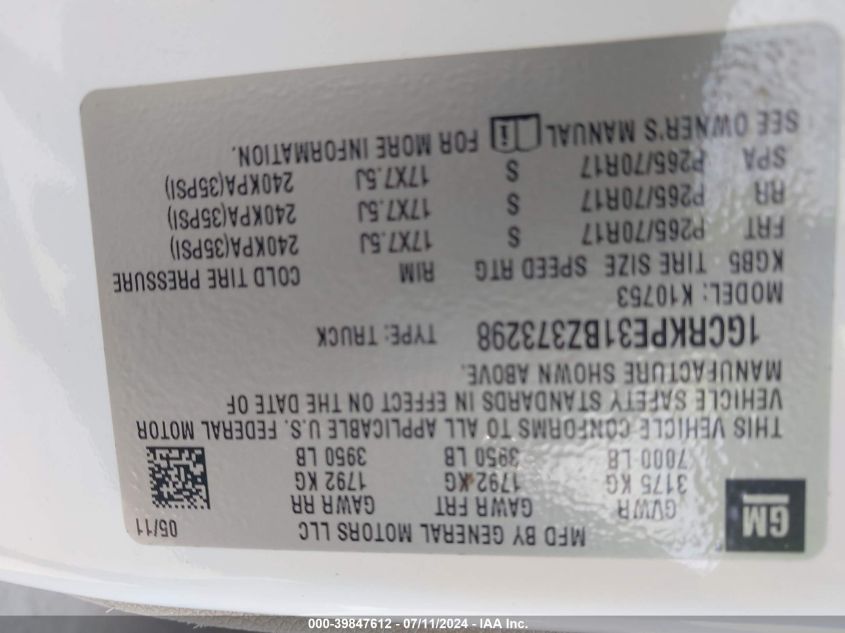 GM
MFD BY GENERAL MOTORS LLC 05/11
GVWR GAWR FRT GAWR RR
3175 KG 1792 KG 1792 KG
7000 LB 3950 LB 3950 LB
THIS VEHICLE CONFORMS TO ALL APPLICABLE U.S. FEDERAL MOTOR
VEHICLE SAFETY STANDARDS IN EFFECT ON THE DATE OF
MANUFACTURE SHOWN ABOVE.
1GCRKPE31BZ373298 TYPE: TRUCK
MODEL: K10753
KGB5 TIRE SIZE SPEED RTG RIM COLD TIRE PRESSURE
FRT P265/70R17 S 17X7.5J 240KPA(35PSI)
RR P265/70R17 S 17X7.5J 240KPA(35PSI)
SPA P265/70R17 S 17X7.5J 240KPA(35PSI)
SEE OWNER'S MANUAL i FOR MORE INFORMATION.
000-39847612 - 07/11/2024 - IAA Inc.